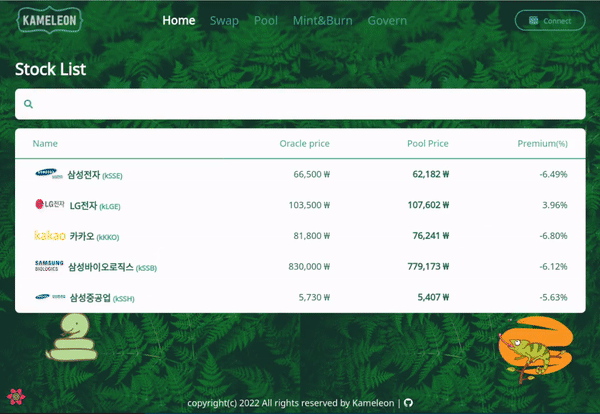 KAMELEON Home Swap Pool Mint&Burn Govern Connect
Stock List
Name Oracle price Pool Price Premium(%)
삼성전자 (kSSE) 66,500 ₩ 62,182 ₩ -6.49%
LG전자 LG전자 (kLGE) 103,500 ₩ 107,602 ₩ 3.96%
kakao 카카오 (kKKO) 81,800 ₩ 76,241 ₩ -6.80%
SAMSUNG
BIOLOGICS 삼성바이오로직스 (kSSB) 830,000 ₩ 779,173 ₩ -6.12%
삼성중공업 (kSSH) 5,730 ₩ 5,407 ₩ -5.63%
copyright(c) 2022 All rights reserved by Kameleon |